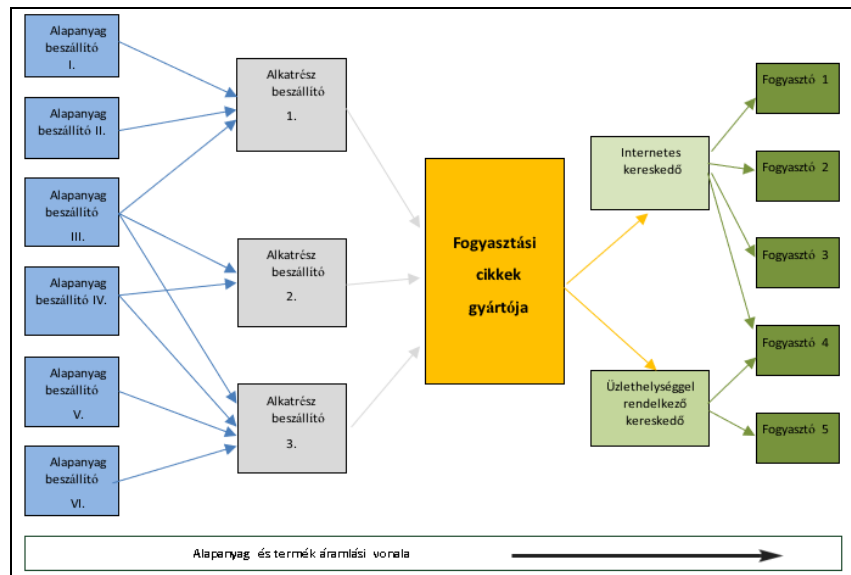 Alapanyag
beszállító
I.
Alapanyag
beszállító II.
Alapanyag
beszállító
III.
Alapanyag
beszállító IV.
Alapanyag
beszállító
V.
Alapanyag
beszállító
VI.
Alkatrész
beszállító
1.
Alkatrész
beszállító
2.
Alkatrész
beszállító
3.
Fogyasztási
cikkek
gyártója
Internetes
kereskedő
Üzlethelységgel
rendelkező
kereskedő
Fogyasztó 1
Fogyasztó 2
Fogyasztó 3
Fogyasztó 4
Fogyasztó 5
Alapanyag és termék áramlási vonala